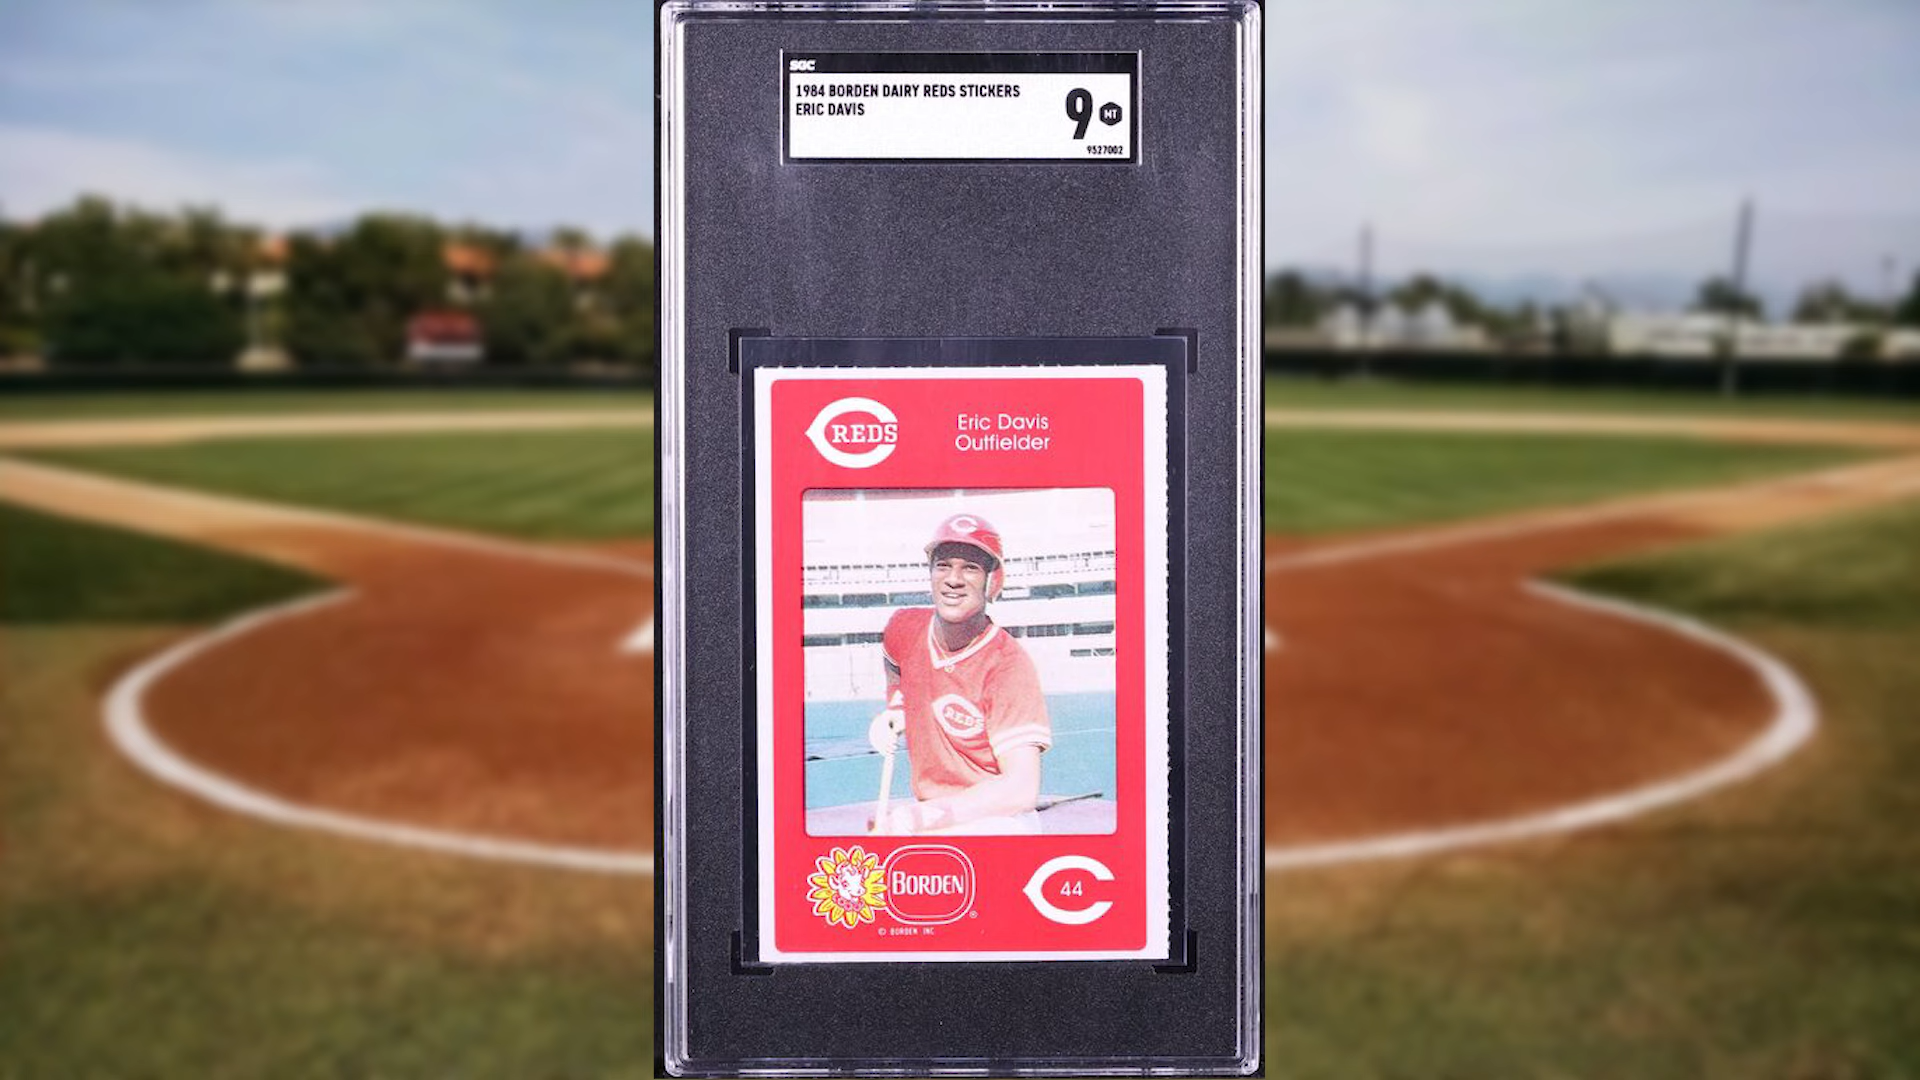 SGC
1984 BORDEN DAIRY REDS STICKERS
ERIC DAVIS
9 MT
9527002
REDS
Eric Davis
Outfielder
C
REDS
BORDEN
®
C 44
© BORDEN INC